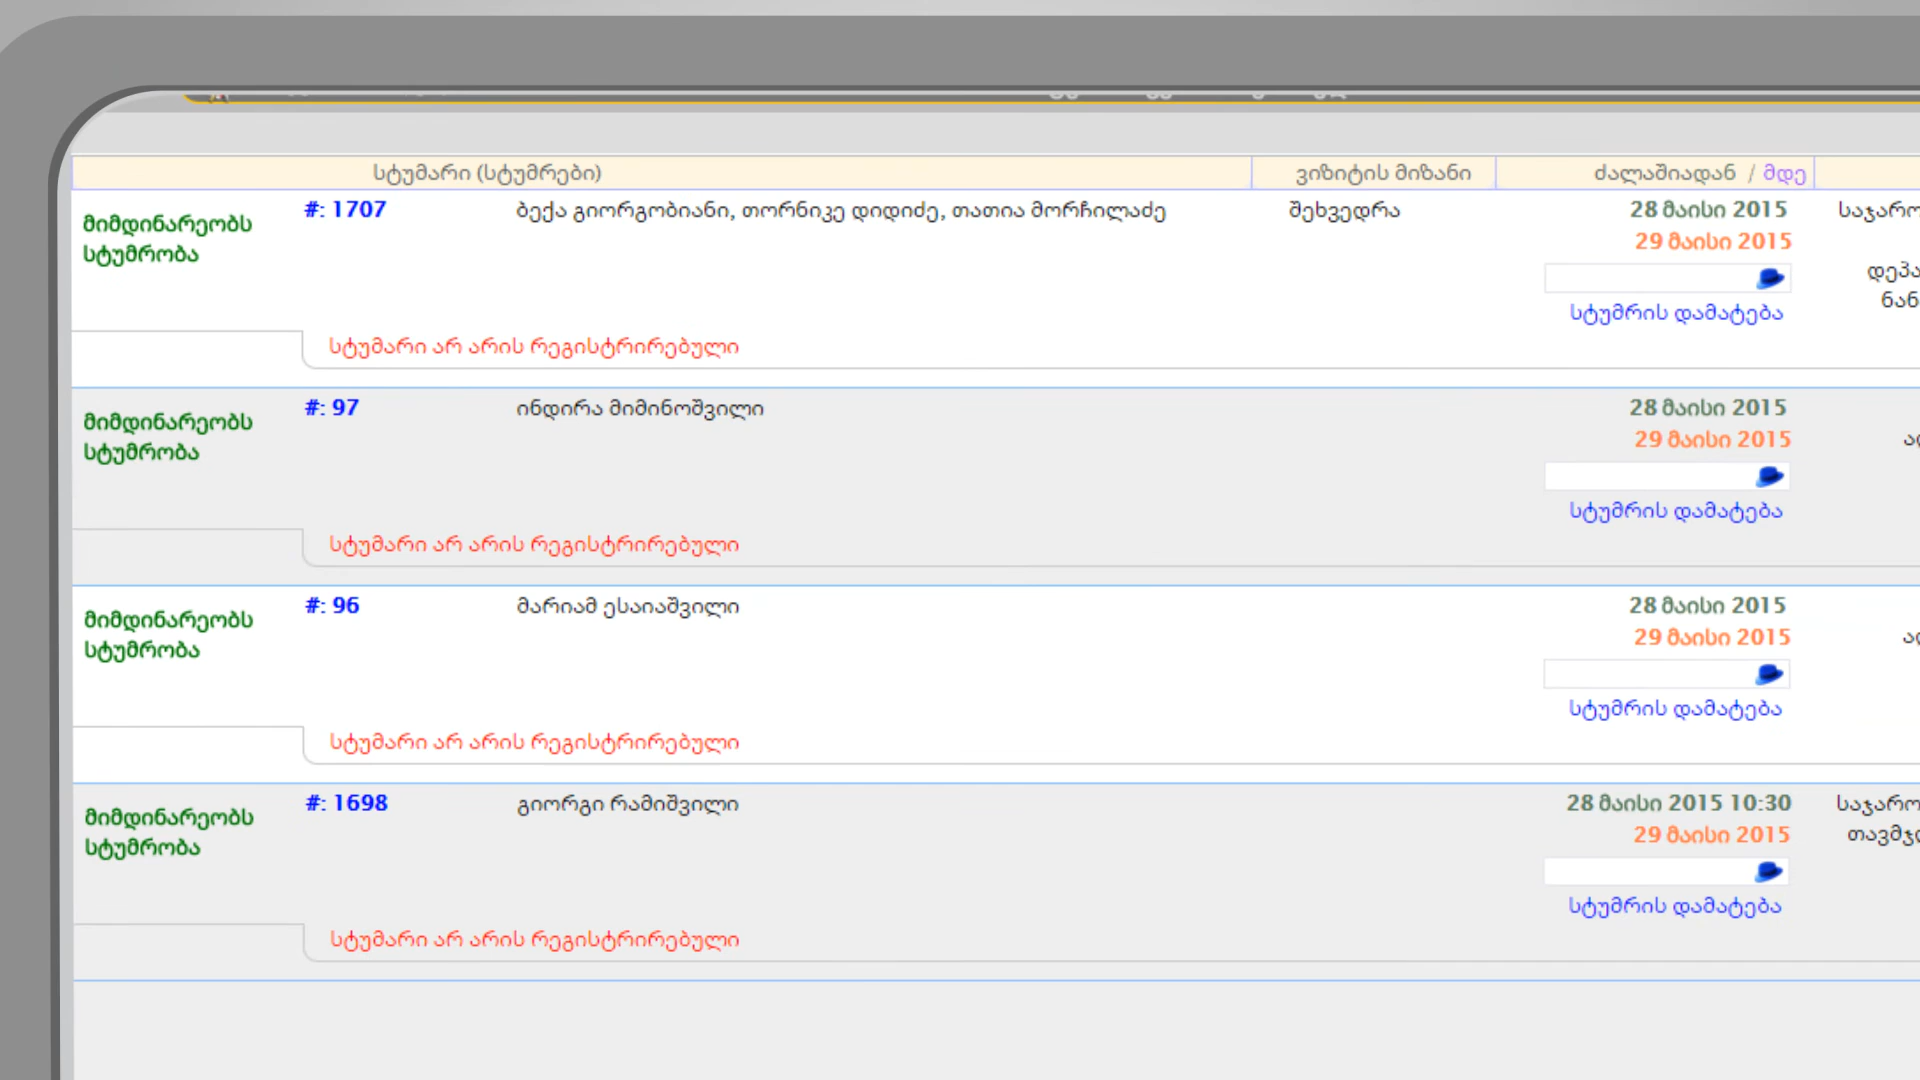 სტუმარი (სტუმრები) ვიზიტის მიზანი ძალაშიადან / მდე
მიმდინარეობს სტუმრობა
#: 1707 ბექა გიორგობიანი, თორნიკე დიდიძე, თათია მორჩილაძე შეხვედრა 28 მაისი 2015
29 მაისი 2015
სტუმრის დამატება
სტუმარი არ არის რეგისტრირებული
მიმდინარეობს სტუმრობა
#: 97 ინდირა მიმინოშვილი 28 მაისი 2015
29 მაისი 2015
სტუმრის დამატება
სტუმარი არ არის რეგისტრირებული
მიმდინარეობს სტუმრობა
#: 96 მარიამ ესაიაშვილი 28 მაისი 2015
29 მაისი 2015
სტუმრის დამატება
სტუმარი არ არის რეგისტრირებული
მიმდინარეობს სტუმრობა
#: 1698 გიორგი რამიშვილი 28 მაისი 2015 10:30
29 მაისი 2015
სტუმრის დამატება
სტუმარი არ არის რეგისტრირებული